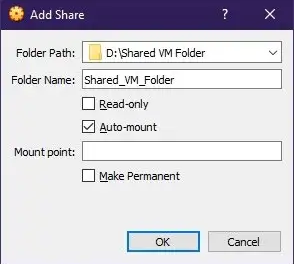 Add Share
?
Folder Path: D:\Shared VM Folder
Folder Name: Shared_VM_Folder
Read-only
Auto-mount
Mount point:
Make Permanent
OK Cancel